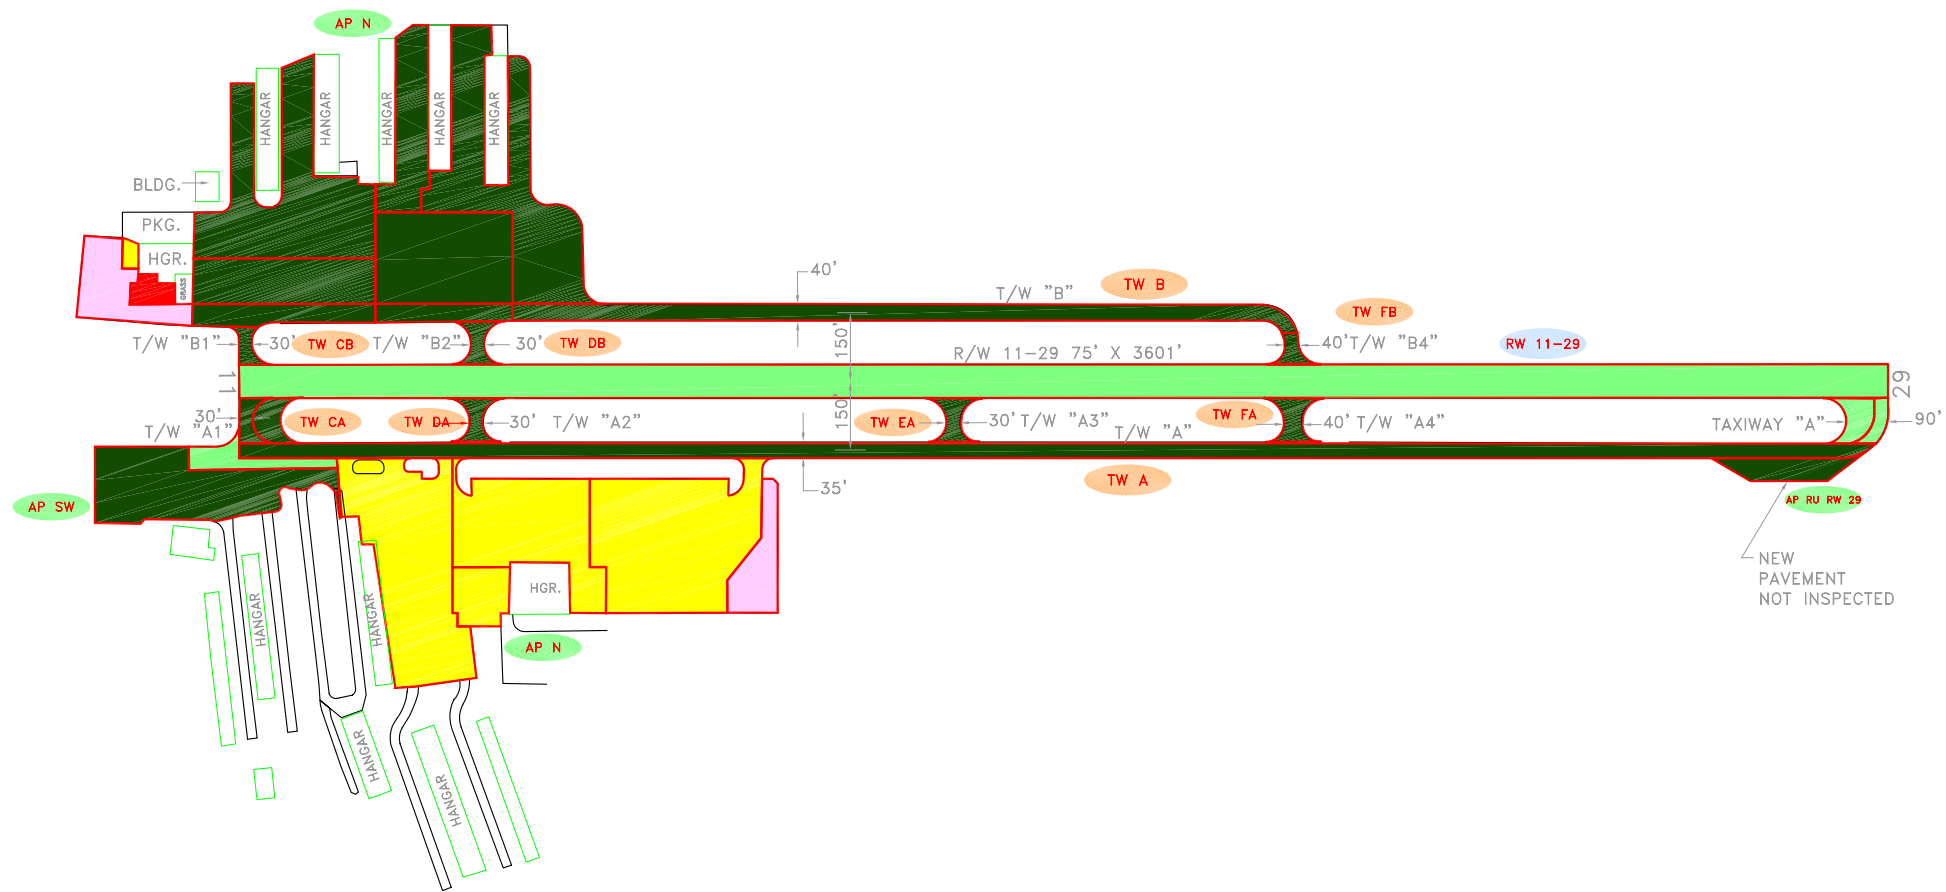 AP N
HANGAR
HANGAR
HANGAR
HANGAR
HANGAR
BLDG.
PKG.
HGR.
GRASS
40'
T/W "B"
TW B
TW FB
T/W "B1"
30'
TW CB
T/W "B2"
30'
TW DB
150'
R/W 11-29 75' X 3601'
40' T/W "B4"
RW 11-29
11
29
30'
T/W "A1"
TW CA
TW DA
30' T/W "A2"
150'
TW EA
30' T/W "A3"
T/W "A"
TW FA
40' T/W "A4"
TAXIWAY "A"
90'
AP SW
35'
TW A
AP RU RW 29
NEW
PAVEMENT
NOT INSPECTED
HGR.
HANGAR
HANGAR
AP N
HANGAR
HANGAR